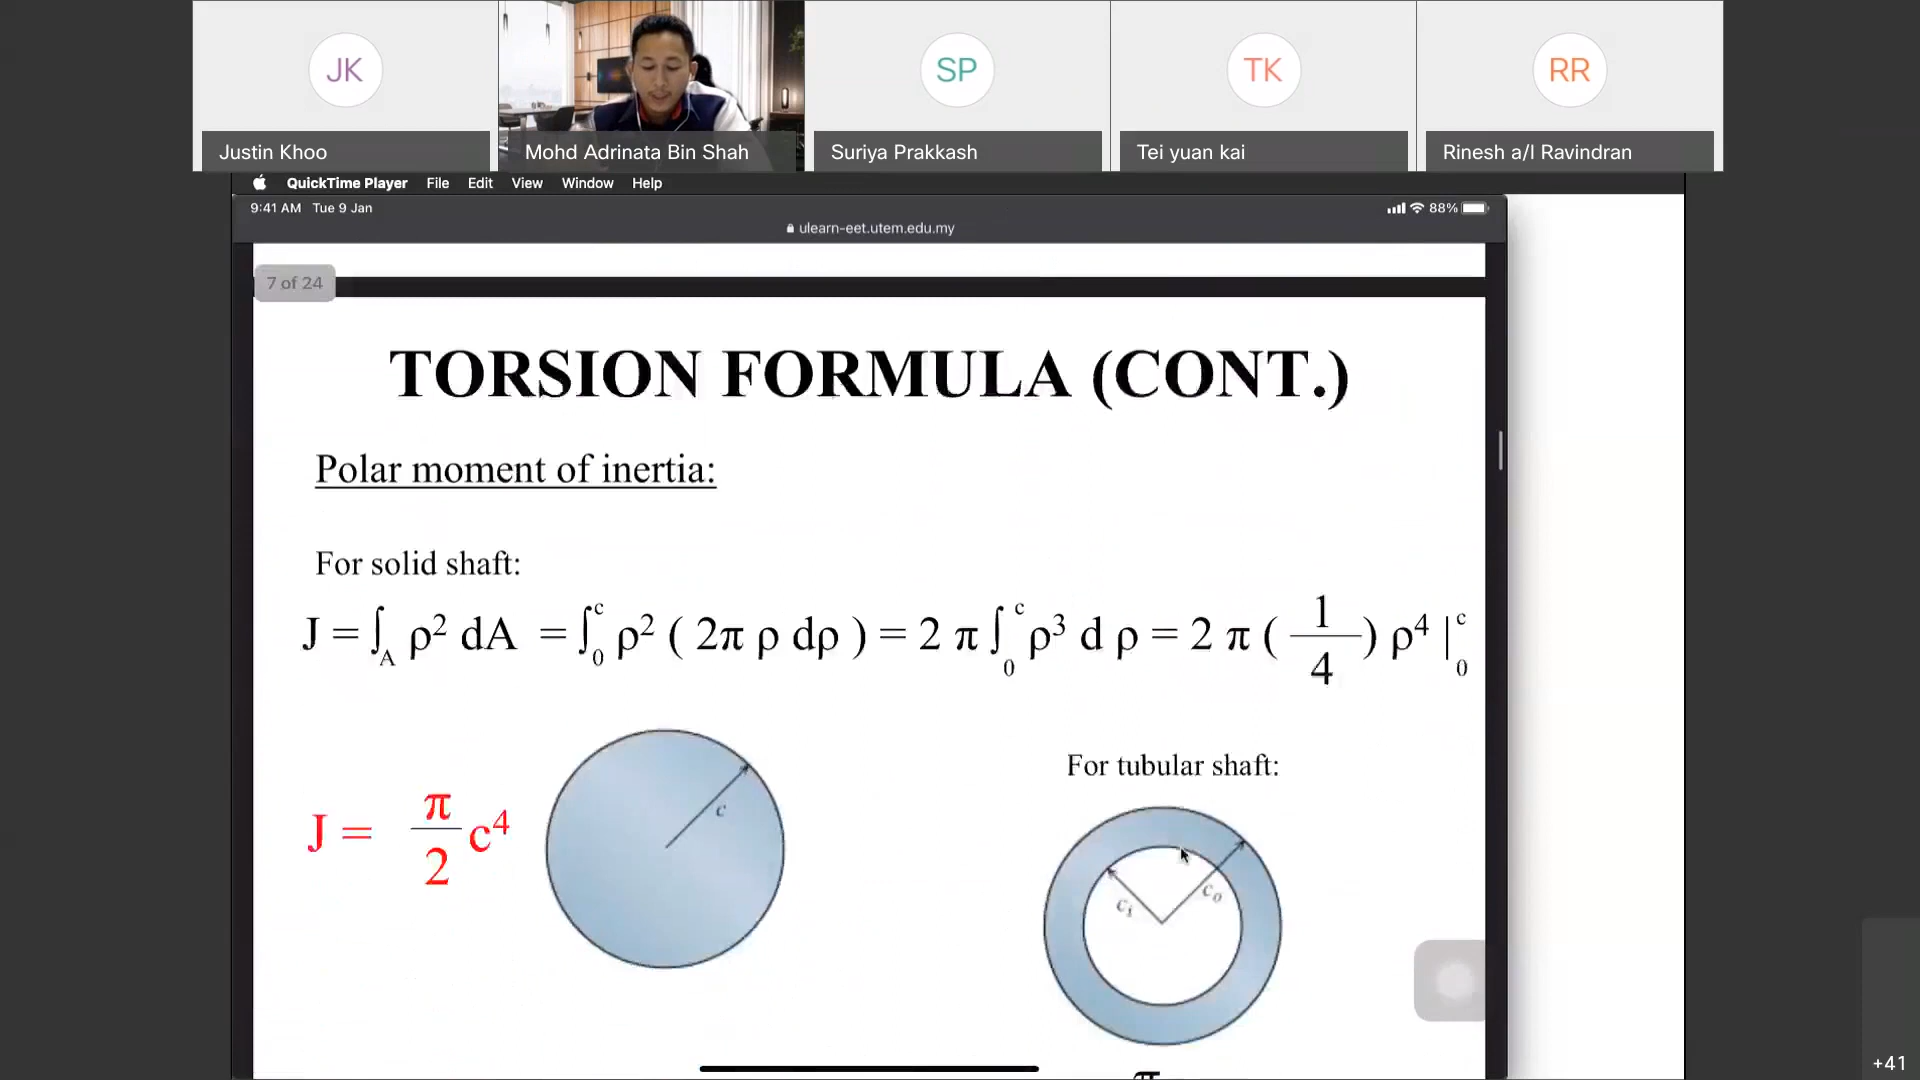 JK
SP
TK
RR
Justin Khoo
Mohd Adrinata Bin Shah
Suriya Prakkash
Tei yuan kai
Rinesh a/l Ravindran
QuickTime Player File Edit View Window Help
9:41 AM Tue 9 Jan
88%
ulearn-eet.utem.edu.my
7 of 24
TORSION FORMULA (CONT.)
Polar moment of inertia:
For solid shaft:
J = ∫_A ρ² dA = ∫₀ᶜ ρ² ( 2π ρ dρ ) = 2 π ∫₀ᶜ ρ³ d ρ = 2 π ( 1/4 ) ρ⁴ |₀ᶜ
For tubular shaft:
J = π/2 c⁴
c
cᵢ
cₒ
π
+41